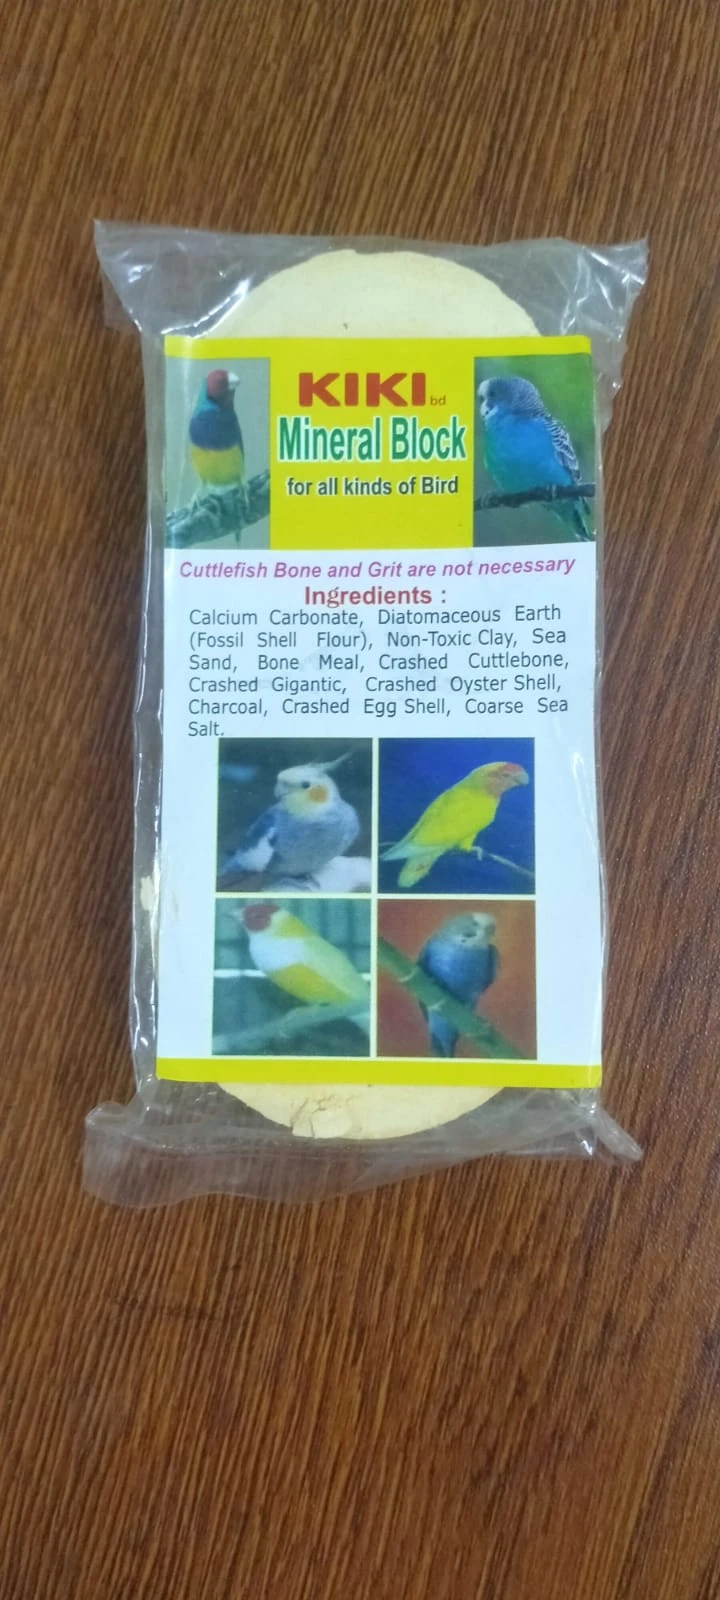 KIKI bd
Mineral Block
for all kinds of Bird
Cuttlefish Bone and Grit are not necessary
Ingredients :
Calcium Carbonate, Diatomaceous Earth
(Fossil Shell Flour), Non-Toxic Clay, Sea
Sand, Bone Meal, Crashed Cuttlebone,
Crashed Gigantic, Crashed Oyster Shell,
Charcoal, Crashed Egg Shell, Coarse Sea
Salt.